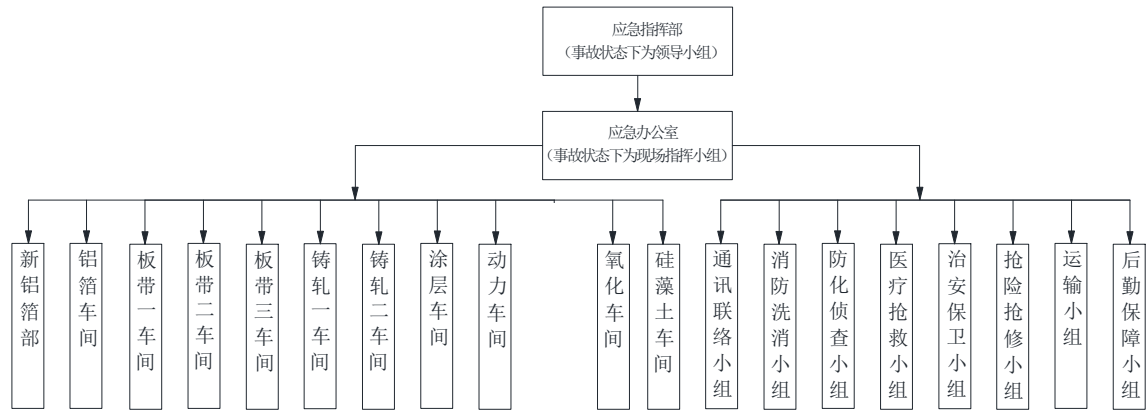 应急指挥部
（事故状态下为领导小组）
应急办公室
（事故状态下为现场指挥小组）
新铝箔部
铝箔车间
板带一车间
板带二车间
板带三车间
铸轧一车间
铸轧二车间
涂层车间
动力车间
氧化车间
硅藻土车间
通讯联络小组
消防洗消小组
防化侦查小组
医疗抢救小组
治安保卫小组
抢险抢修小组
运输小组
后勤保障小组